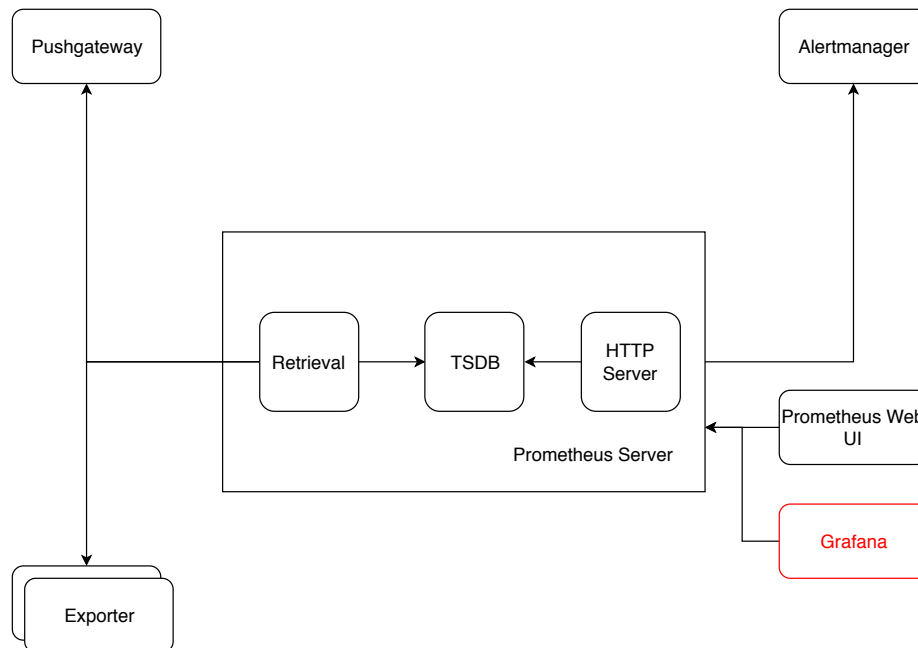 Pushgateway
Alertmanager
Retrieval
TSDB
HTTP
Server
Prometheus Web
UI
Prometheus Server
Grafana
Exporter